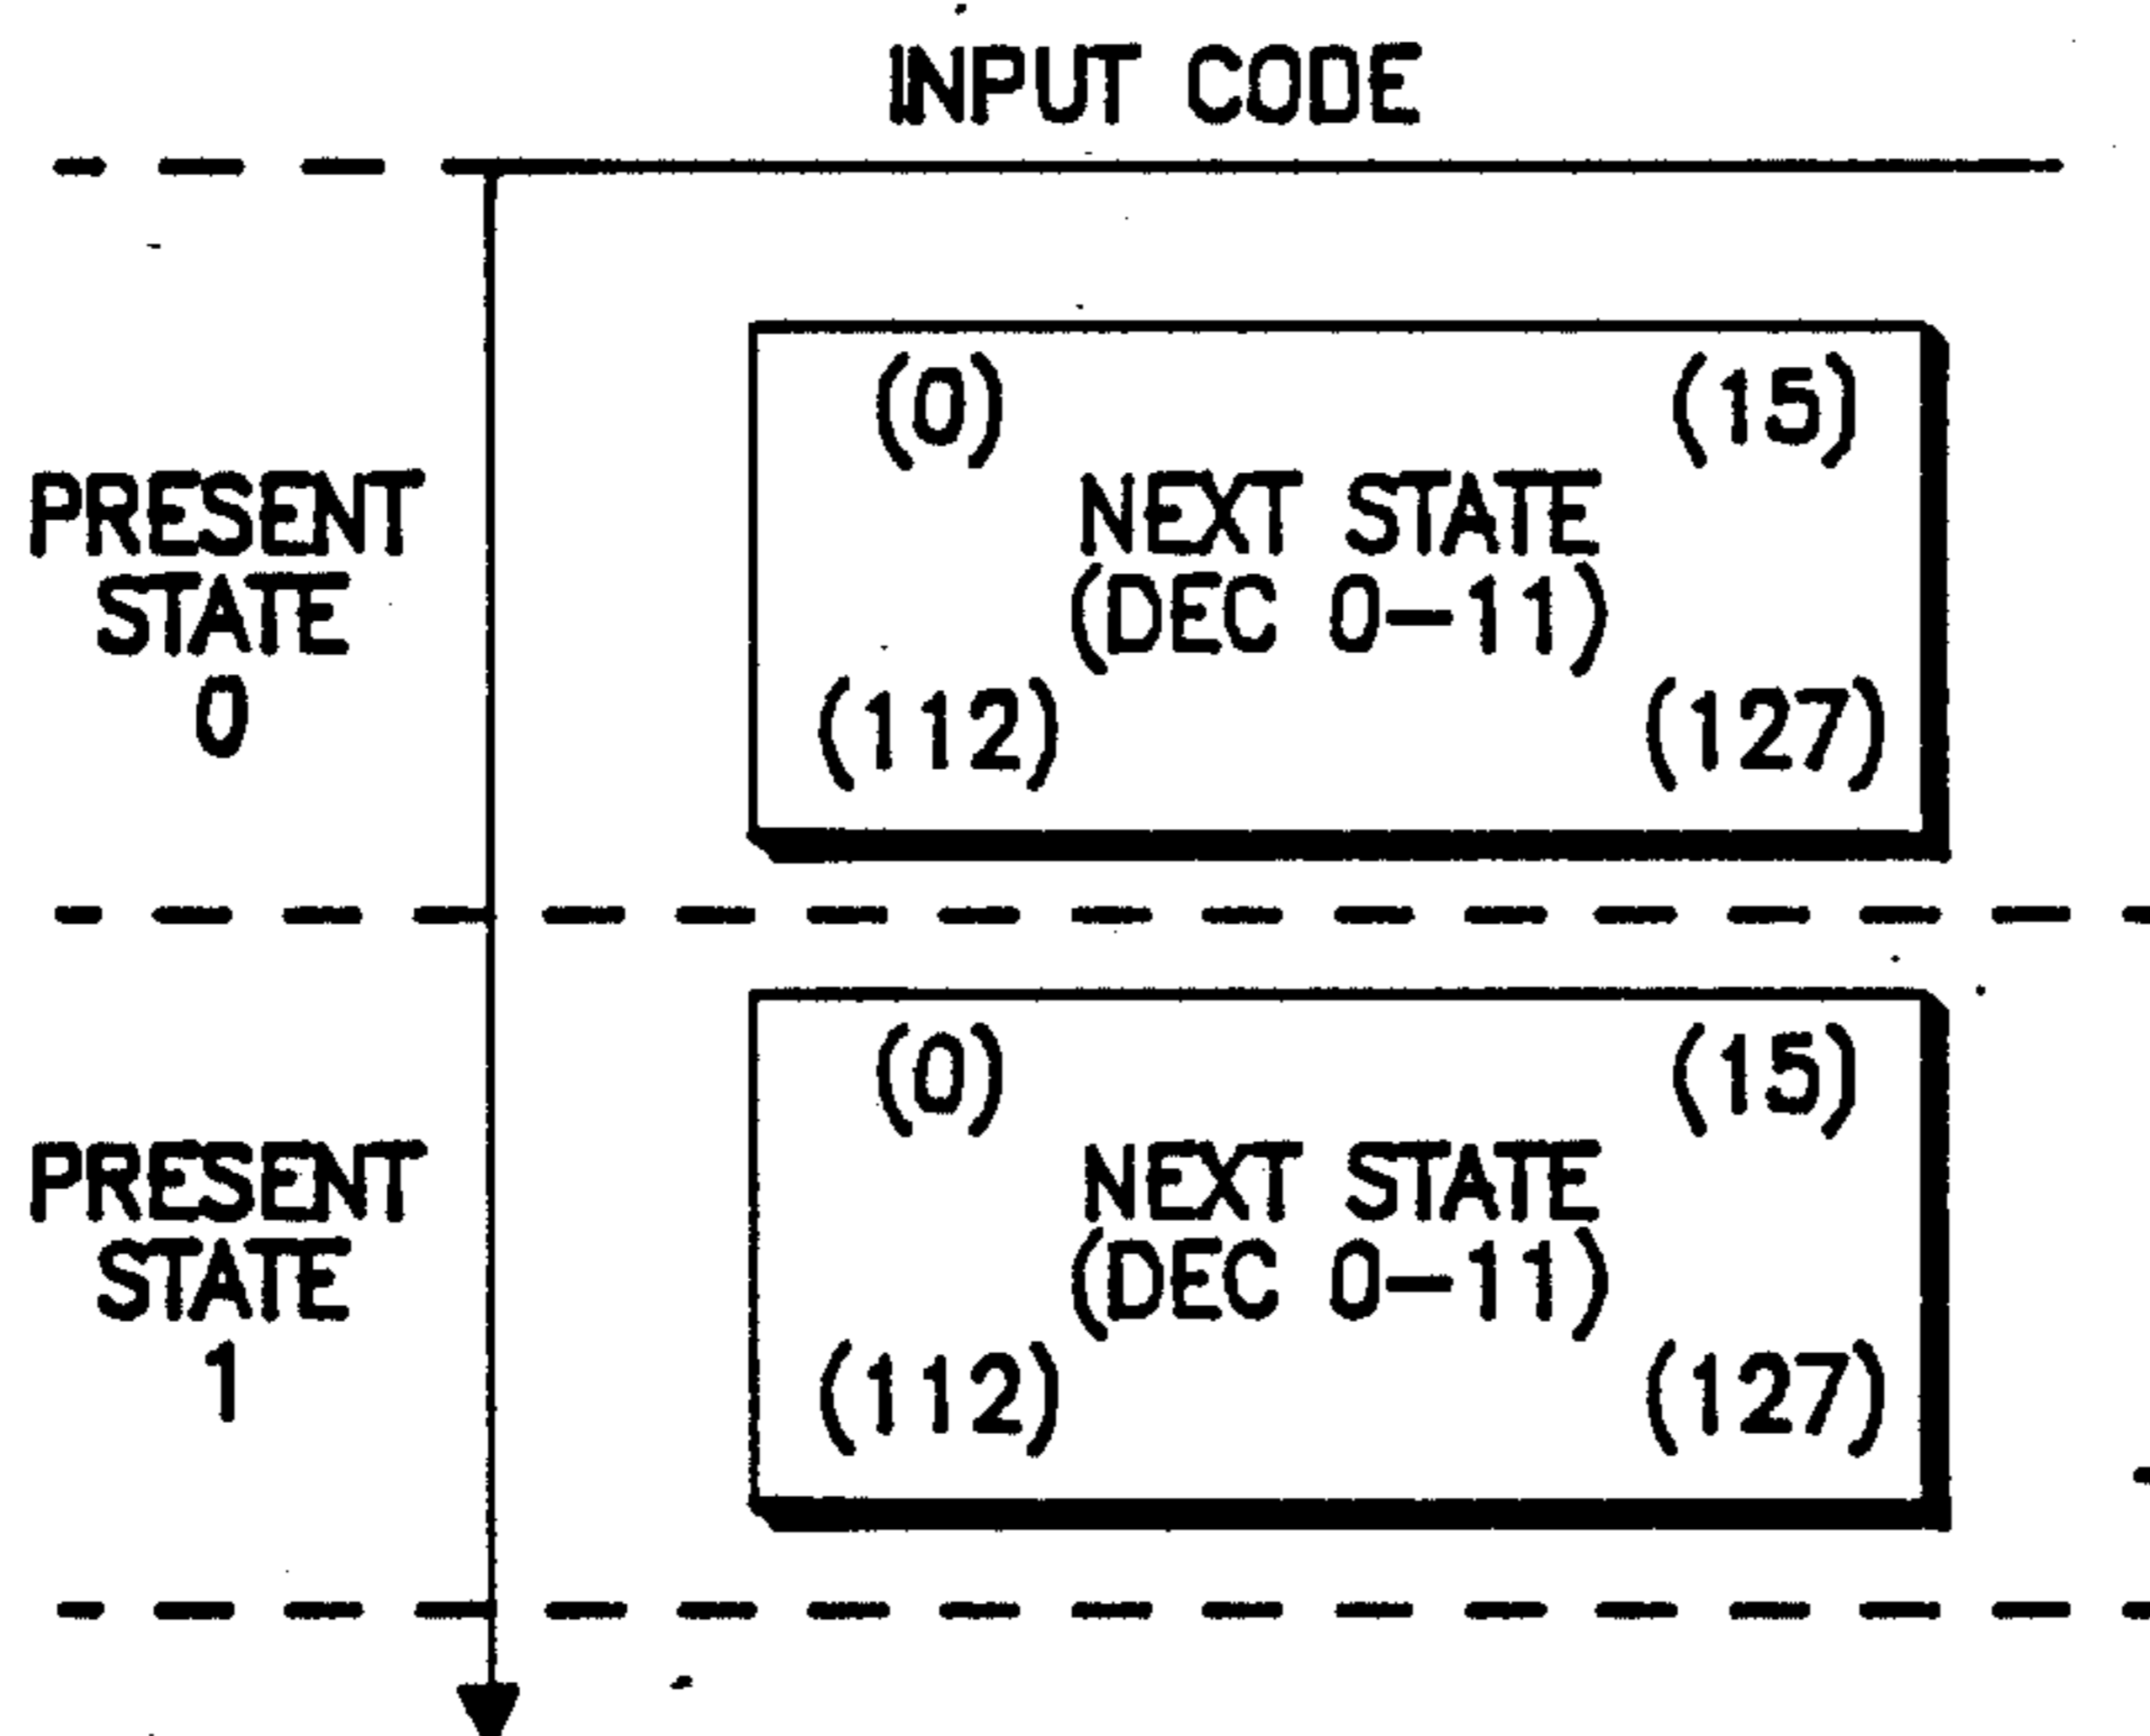 INPUT CODE
PRESENT
STATE
0
(0) (15)
NEXT STATE
(DEC 0-11)
(112) (127)
PRESENT
STATE
1
(0) (15)
NEXT STATE
(DEC 0-11)
(112) (127)